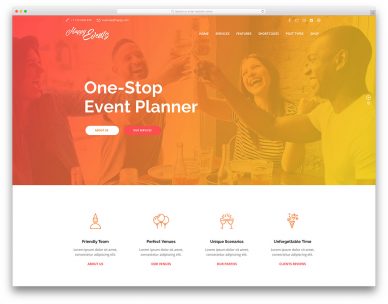 Happy Events
HOME SERVICES FEATURES SHORTCODES POST TYPES SHOP
One-Stop
Event Planner
ABOUT US OUR SERVICES
Friendly Team Perfect Venues Unique Scenarios Unforgettable Time
Lorem ipsum dolor sit amet, Lorem ipsum dolor sit amet, Lorem ipsum dolor sit amet, Lorem ipsum dolor sit amet,
consectetur adipiscing elit. consectetur adipiscing elit. consectetur adipiscing elit. consectetur adipiscing elit.
ABOUT US OUR VENUES OUR EVENTS CLIENTS REVIEWS